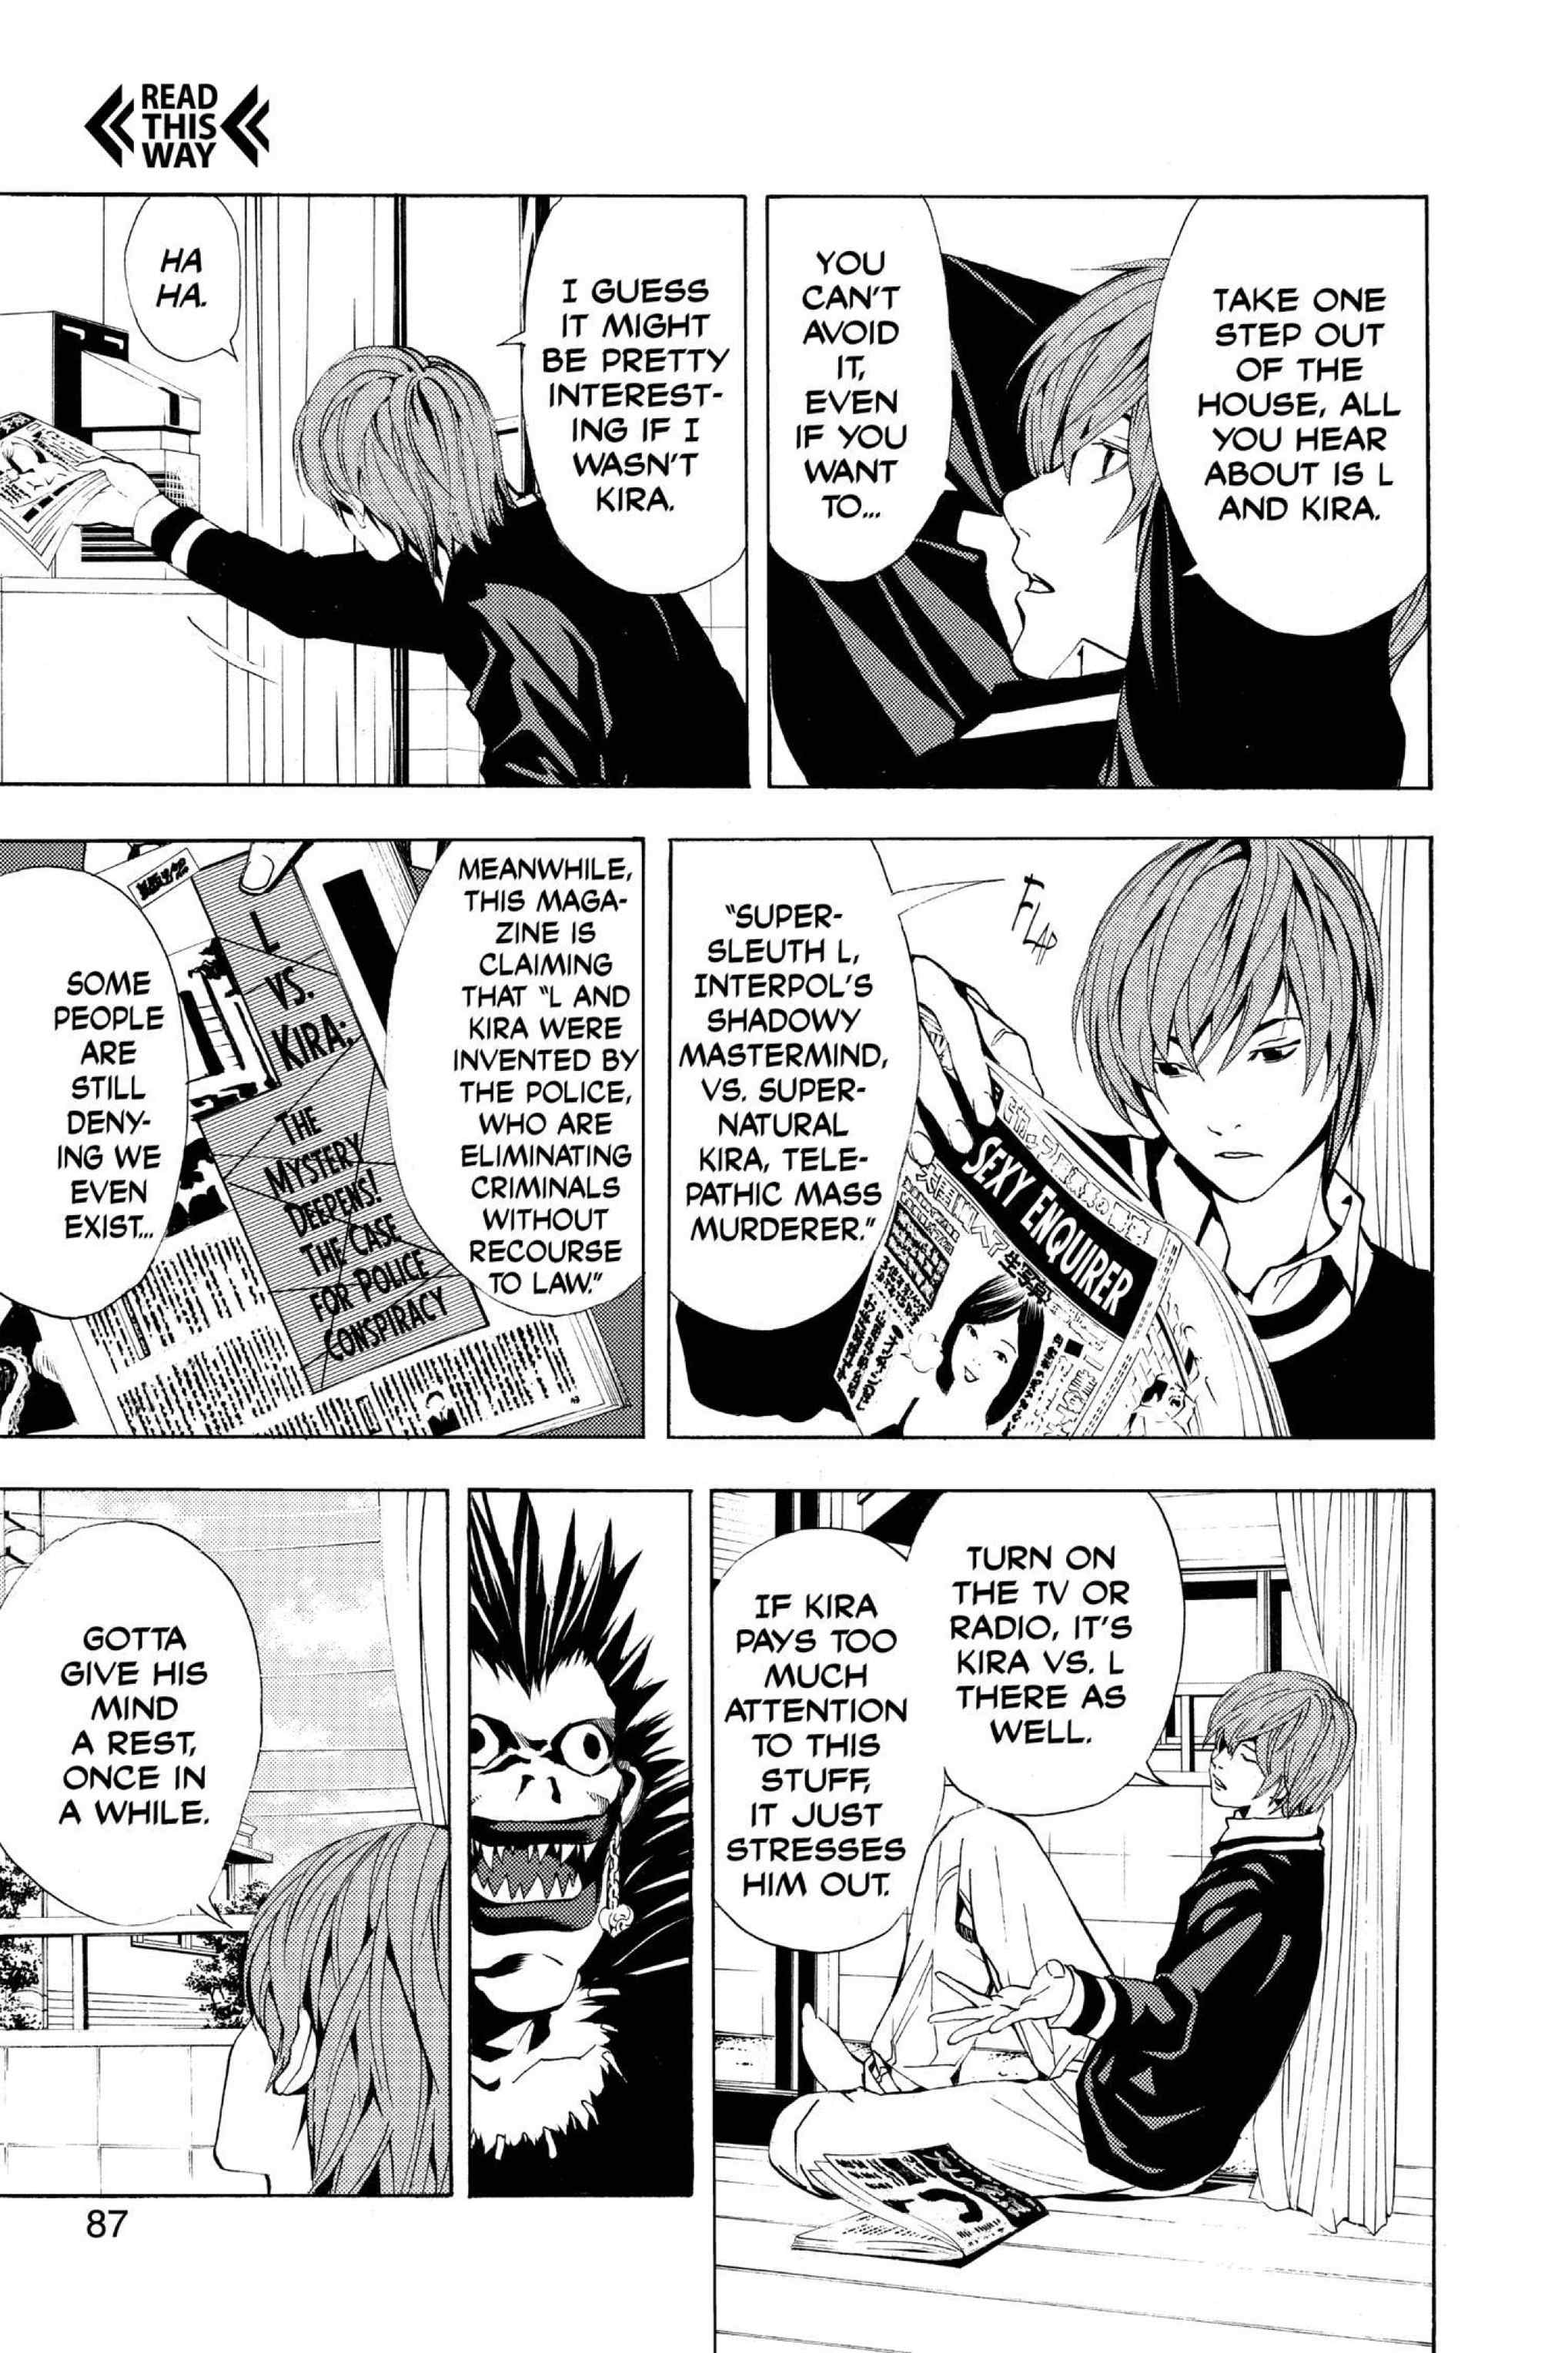 READ
THIS
WAY
TAKE ONE
STEP OUT
OF THE
HOUSE, ALL
YOU HEAR
ABOUT IS L
AND KIRA.
YOU
CAN'T
AVOID
IT,
EVEN
IF YOU
WANT
TO...
I GUESS
IT MIGHT
BE PRETTY
INTEREST-
ING IF I
WASN'T
KIRA.
HA
HA.
FLAP
"SUPER-
SLEUTH L,
INTERPOL'S
SHADOWY
MASTERMIND,
VS. SUPER-
NATURAL
KIRA, TELE-
PATHIC MASS
MURDERER."
SEXY ENQUIRER
MEANWHILE,
THIS MAGA-
ZINE IS
CLAIMING
THAT "L AND
KIRA WERE
INVENTED BY
THE POLICE,
WHO ARE
ELIMINATING
CRIMINALS
WITHOUT
RECOURSE
TO LAW."
L
VS.
KIRA;
THE
MYSTERY
DEEPENS!
THE CASE
FOR POLICE
CONSPIRACY
SOME
PEOPLE
ARE
STILL
DENY-
ING WE
EVEN
EXIST...
TURN ON
THE TV OR
RADIO, IT'S
KIRA VS. L
THERE AS
WELL.
IF KIRA
PAYS TOO
MUCH
ATTENTION
TO THIS
STUFF,
IT JUST
STRESSES
HIM OUT.
GOTTA
GIVE HIS
MIND
A REST,
ONCE IN
A WHILE.
87